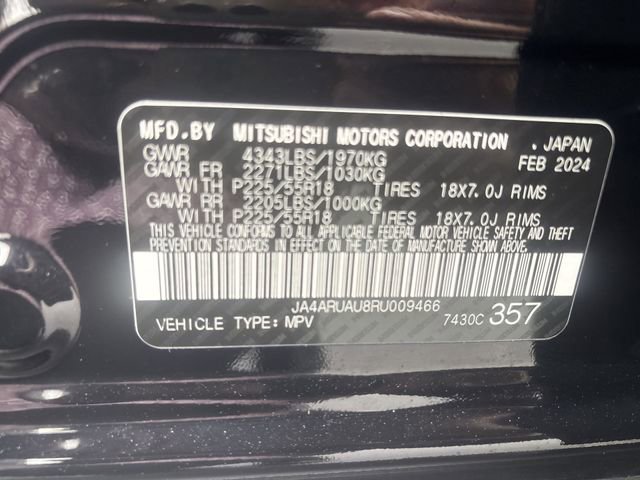 MFD.BY MITSUBISHI MOTORS CORPORATION . JAPAN
GVWR 4343LBS/1970KG FEB 2024
GAWR FR 2271LBS/1030KG
WITH P225/55R18 TIRES 18X7.0J RIMS
GAWR RR 2205LBS/1000KG
WITH P225/55R18 TIRES 18X7.0J RIMS
THIS VEHICLE CONFORMS TO ALL APPLICABLE FEDERAL MOTOR VEHICLE SAFETY AND THEFT
PREVENTION STANDARDS IN EFFECT ON THE DATE OF MANUFACTURE SHOWN ABOVE.
JA4ARUAU8RU009466
VEHICLE TYPE:MPV 7430C 357